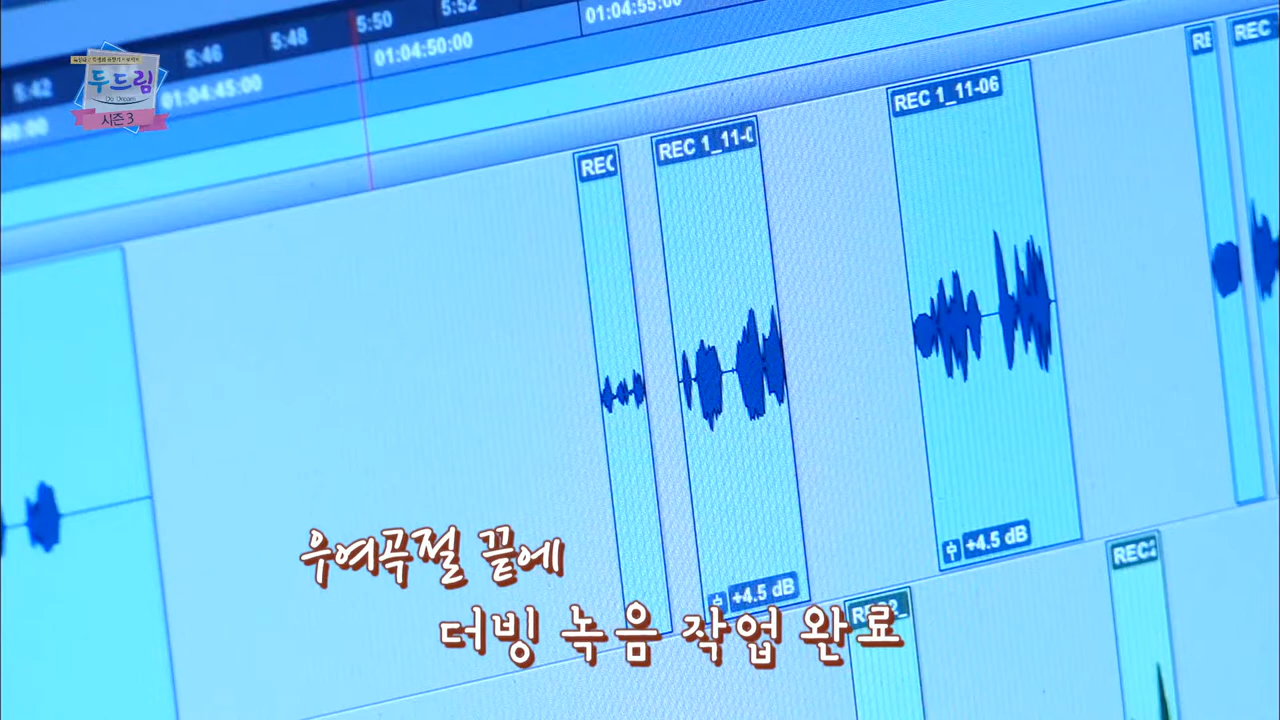 5:42
5:46
5:48
5:50
5:52
01:04:45:00
01:04:50:00
01:04:55:00
두드림
Do Dream
시즌 3
REC
REC 1_11-0
REC 1_11-06
RE
REC
+4.5 dB
+4.5 dB
REC2
REC2_
우여곡절 끝에
더빙 녹음 작업 완료